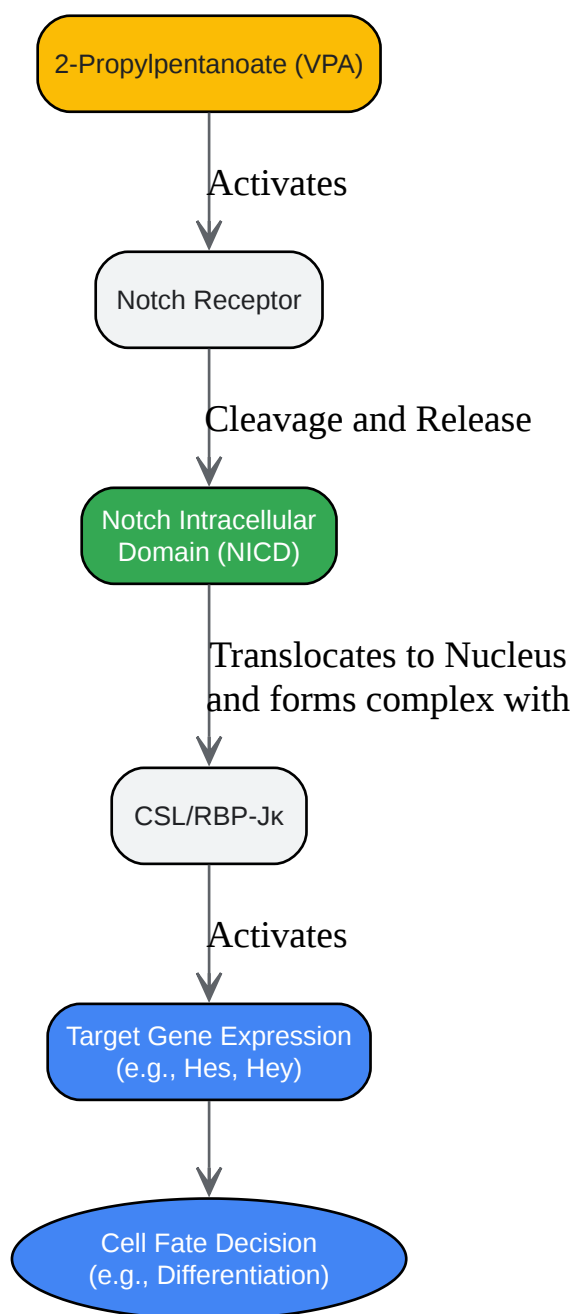 2-Propylpentanoate (VPA)
Activates
Notch Receptor
Cleavage and Release
Notch Intracellular
Domain (NICD)
Translocates to Nucleus
and forms complex with
CSL/RBP-Jκ
Activates
Target Gene Expression
(e.g., Hes, Hey)
Cell Fate Decision
(e.g., Differentiation)